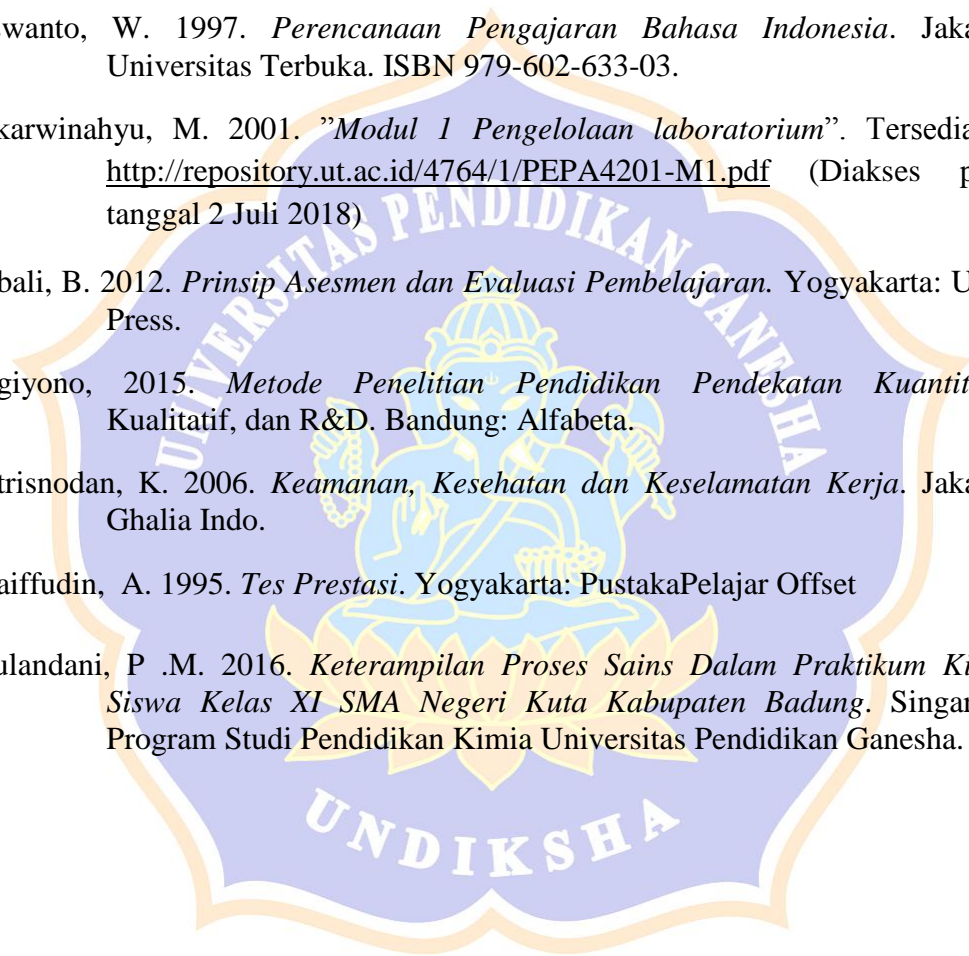 wanto, W. 1997. Perencanaan Pengajaran Bahasa Indonesia. Jaka
Universitas Terbuka. ISBN 979-602-633-03.
karwinahyu, M. 2001. ”Modul 1 Pengelolaan laboratorium”. Tersedia
http://repository.ut.ac.id/4764/1/PEPA4201-M1.pdf (Diakses p
tanggal 2 Juli 2018)
bali, B. 2012. Prinsip Asesmen dan Evaluasi Pembelajaran. Yogyakarta: U
Press.
giyono, 2015. Metode Penelitian Pendidikan Pendekatan Kuantit
Kualitatif, dan R&D. Bandung: Alfabeta.
trisnodan, K. 2006. Keamanan, Kesehatan dan Keselamatan Kerja. Jaka
Ghalia Indo.
aiffudin, A. 1995. Tes Prestasi. Yogyakarta: PustakaPelajar Offset
ulandani, P .M. 2016. Keterampilan Proses Sains Dalam Praktikum Ki
Siswa Kelas XI SMA Negeri Kuta Kabupaten Badung. Singar
Program Studi Pendidikan Kimia Universitas Pendidikan Ganesha.
UNIVERSITAS PENDIDIKAN GANESHA
UNDIKSHA